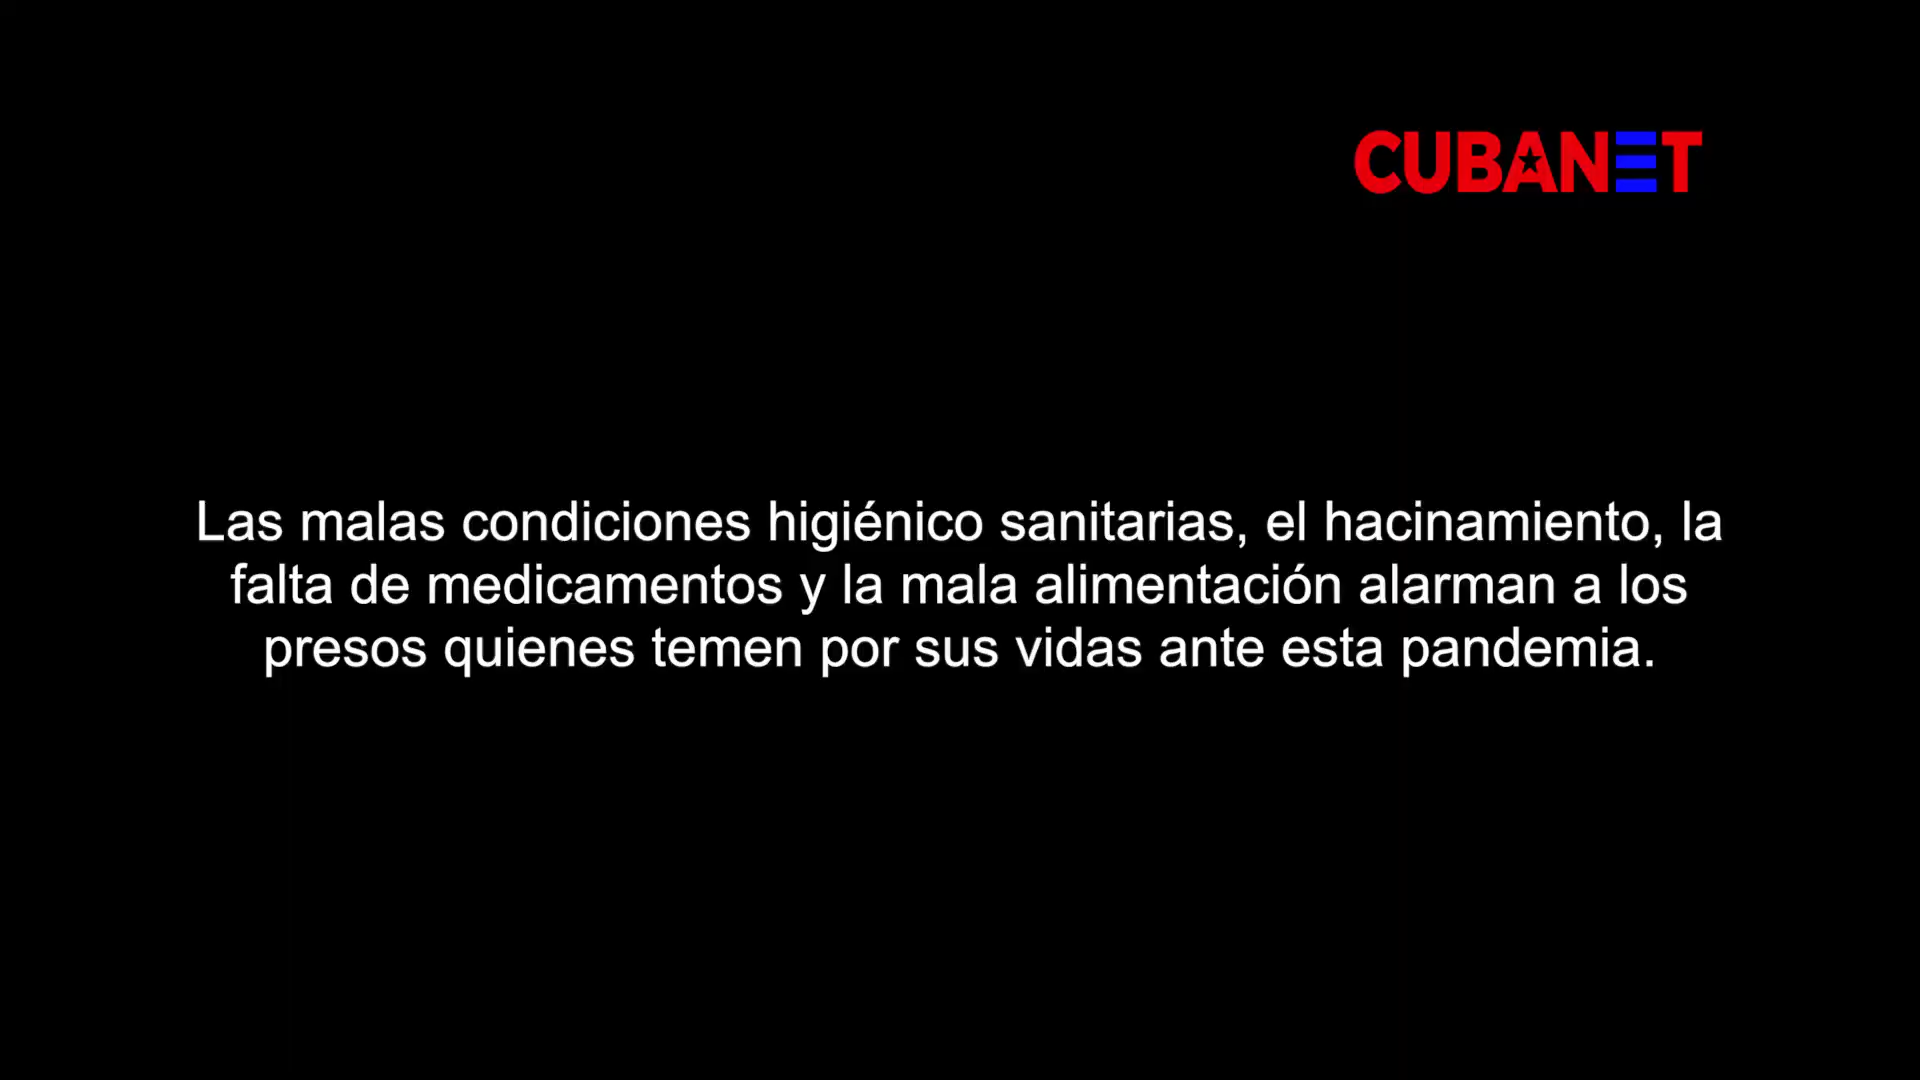 CUBANET
Las malas condiciones higiénico sanitarias, el hacinamiento, la
falta de medicamentos y la mala alimentación alarman a los
presos quienes temen por sus vidas ante esta pandemia.